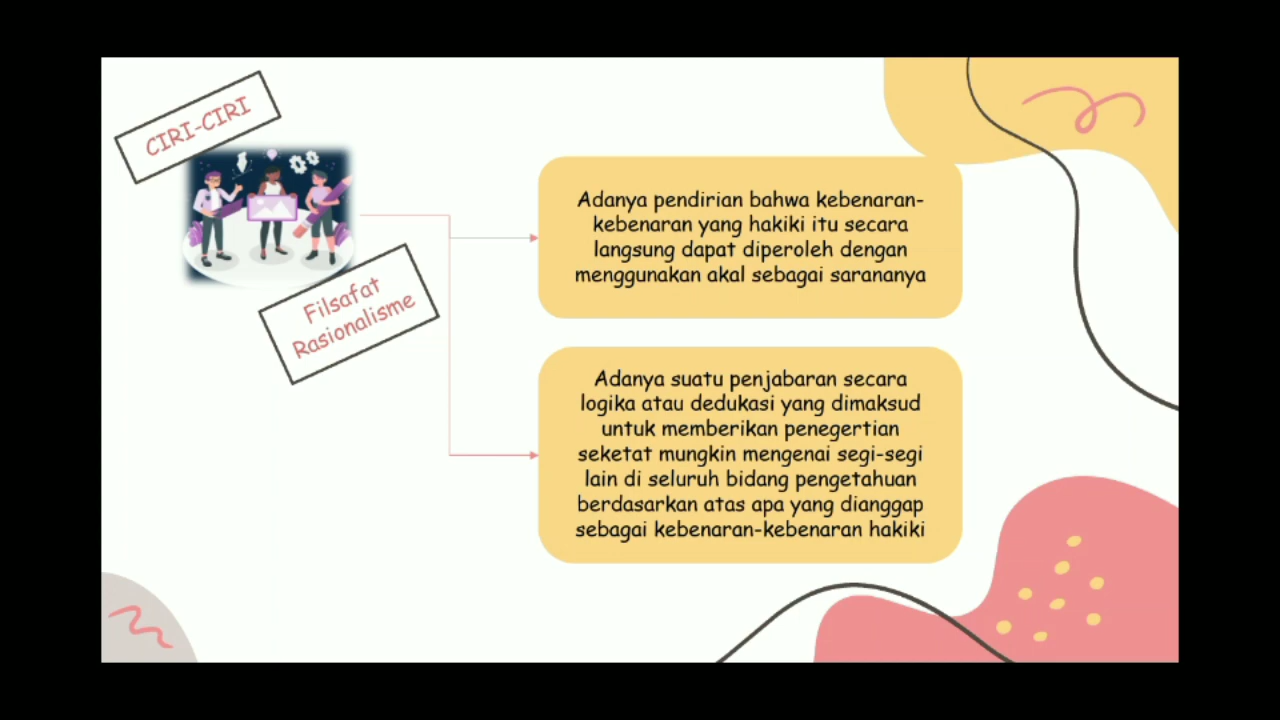 CIRI-CIRI
Filsafat
Rasionalisme
Adanya pendirian bahwa kebenaran-
kebenaran yang hakiki itu secara
langsung dapat diperoleh dengan
menggunakan akal sebagai sarananya
Adanya suatu penjabaran secara
logika atau dedukasi yang dimaksud
untuk memberikan penegertian
seketat mungkin mengenai segi-segi
lain di seluruh bidang pengetahuan
berdasarkan atas apa yang dianggap
sebagai kebenaran-kebenaran hakiki